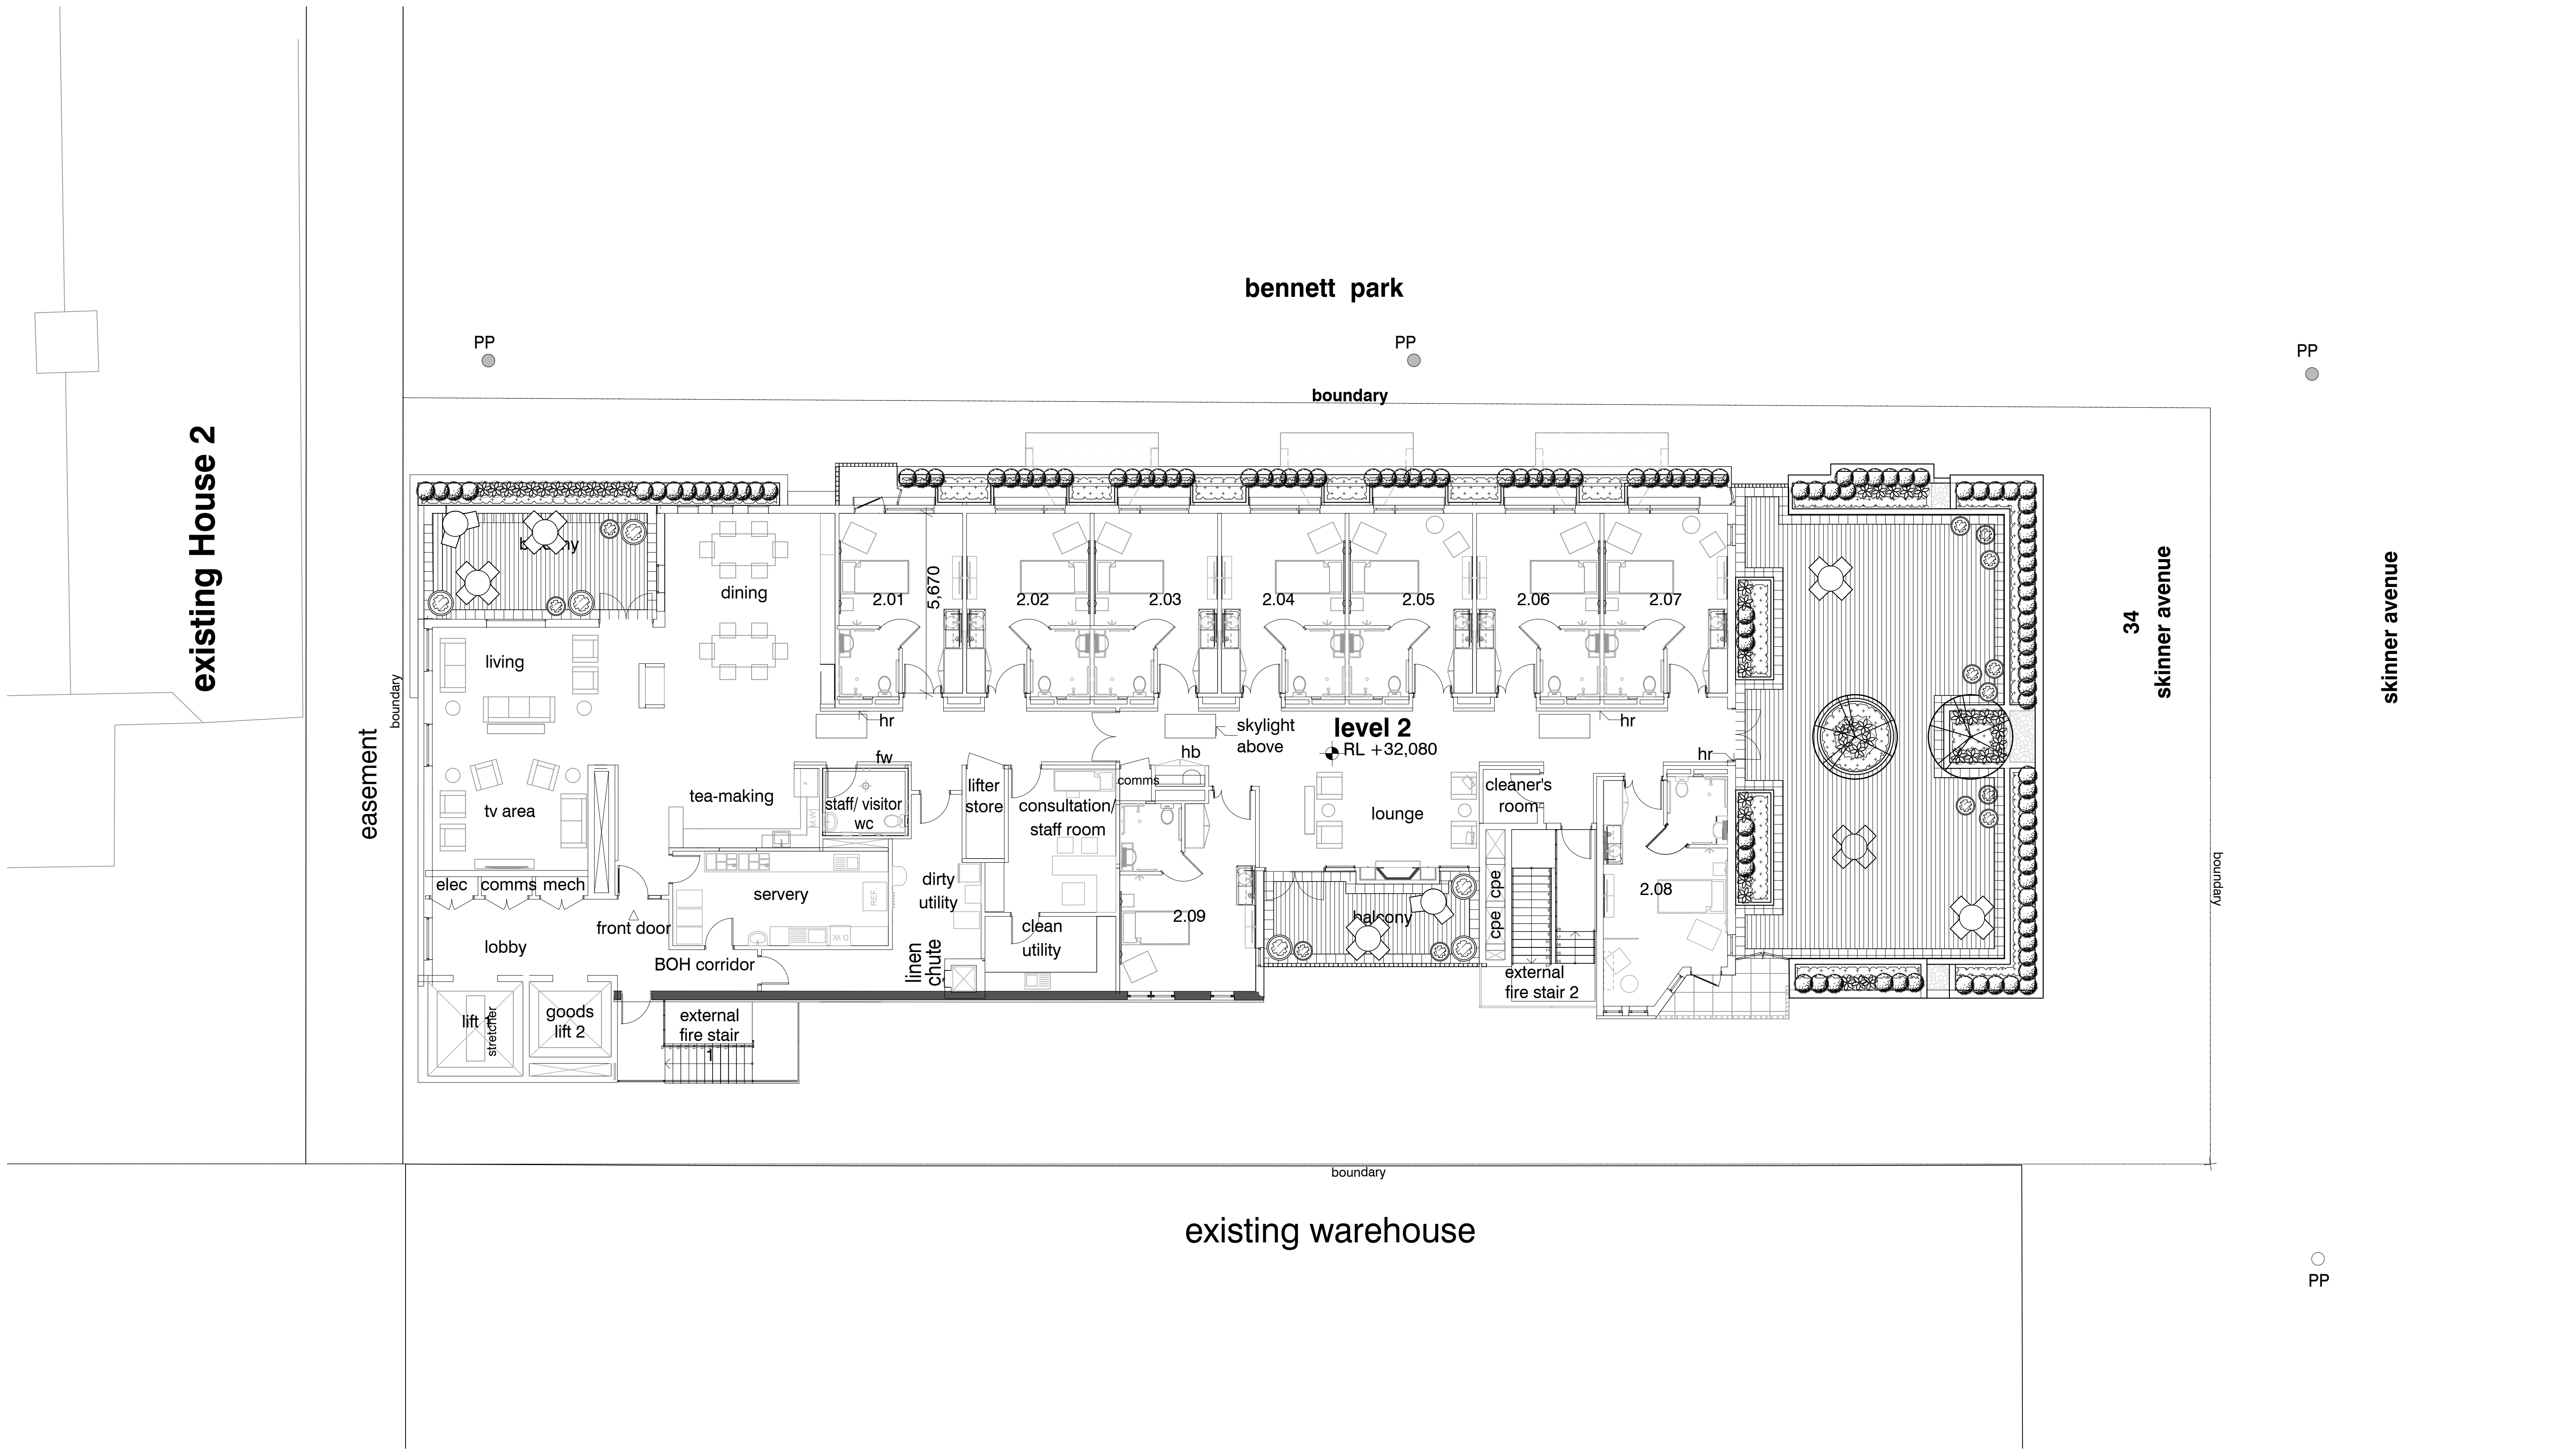 bennett park
PP
PP
PP
boundary
existing House 2
easement
boundary
balcony
dining
living
tv area
2.01
5,670
2.02
2.03
2.04
2.05
2.06
2.07
34
skinner avenue
skinner avenue
hr
skylight
above
level 2
RL +32,080
hr
hr
fw
hb
comms
lifter
store
consultation/
staff room
tea-making
M.W
staff/ visitor
wc
lounge
cleaner's
room
elec
comms
mech
servery
REF.
D.W
dirty
utility
clean
utility
linen
chute
2.09
balcony
cpe
cpe
2.08
front door
lobby
BOH corridor
external
fire stair 2
lift 1
stretcher
goods
lift 2
external
fire stair
1
boundary
boundary
existing warehouse
PP